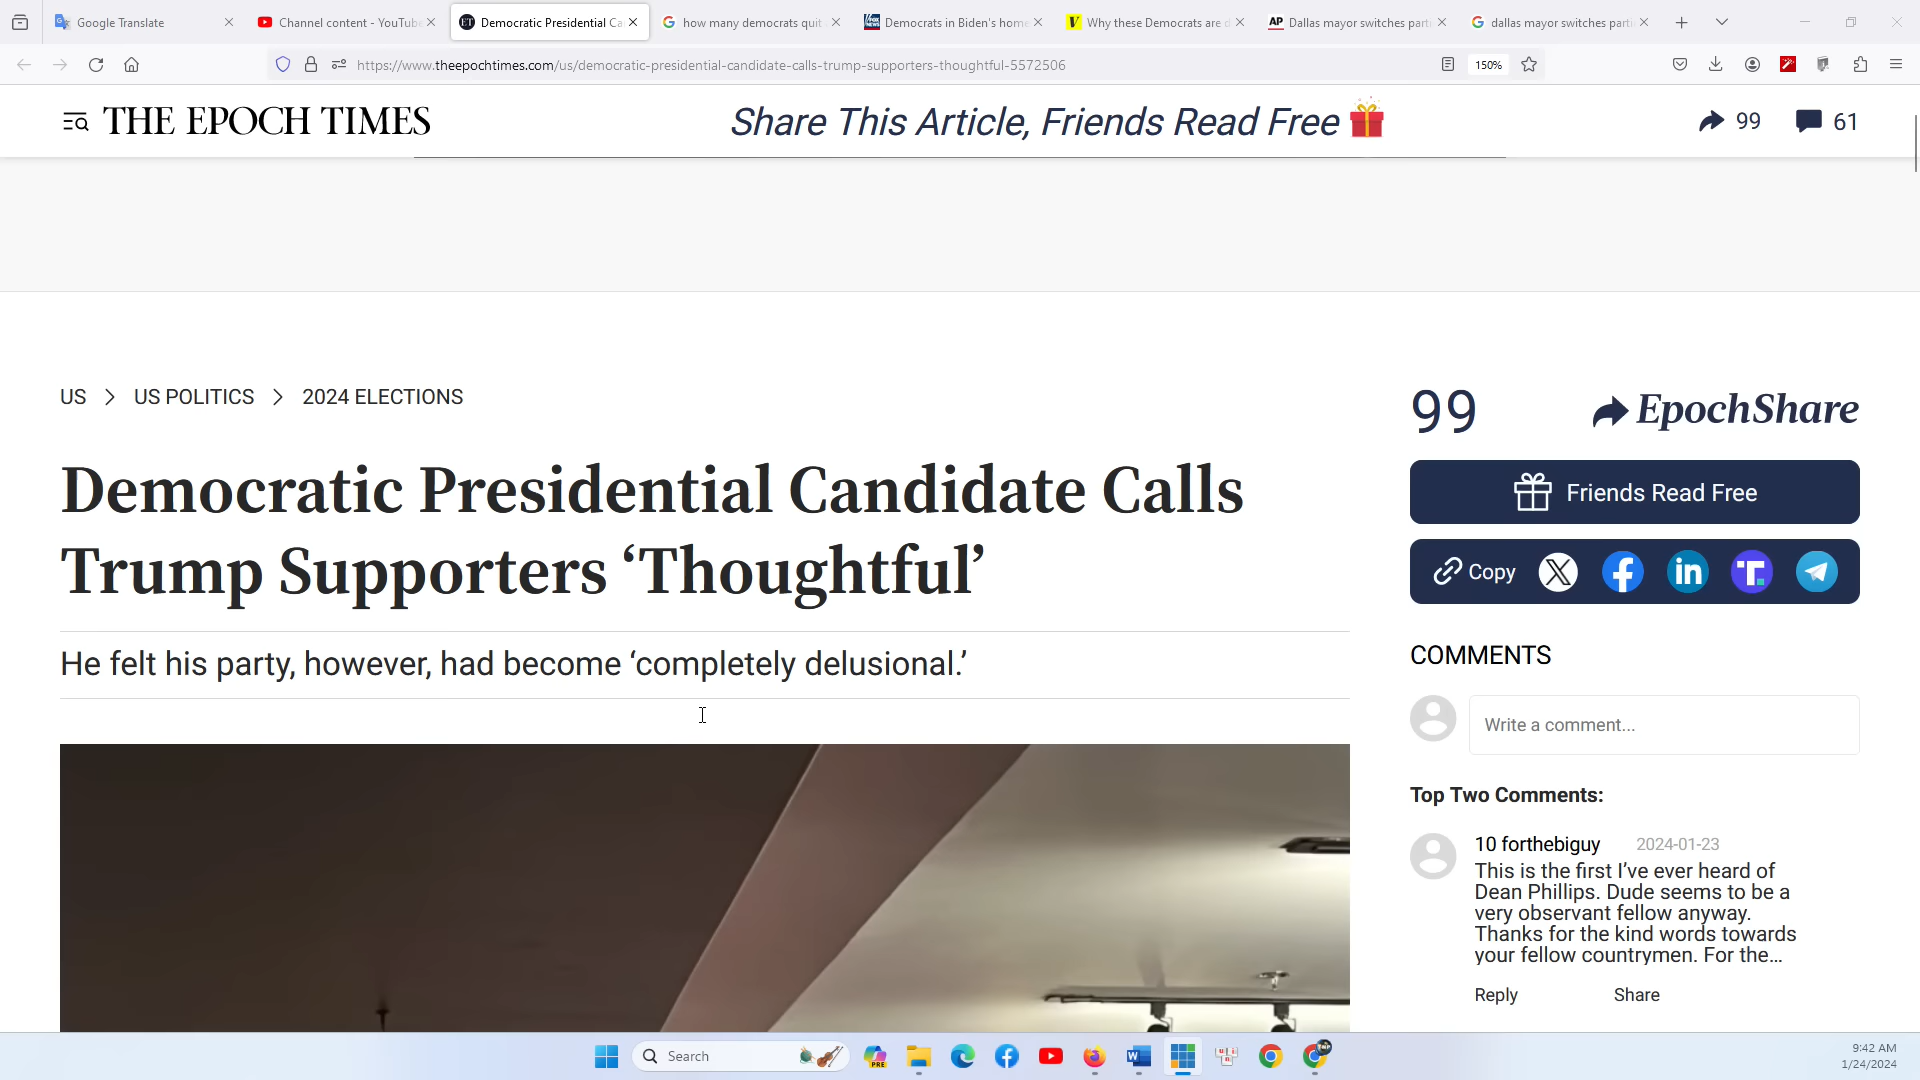 Google Translate
Channel content - YouTube
Democratic Presidential Ca
how many democrats quit
Democrats in Biden's home
Why these Democrats are d
AP Dallas mayor switches parti
dallas mayor switches parti
https://www.theepochtimes.com/us/democratic-presidential-candidate-calls-trump-supporters-thoughtful-5572506
150%
THE EPOCH TIMES
Share This Article, Friends Read Free
99
61
US > US POLITICS > 2024 ELECTIONS
Democratic Presidential Candidate Calls
Trump Supporters ‘Thoughtful’
He felt his party, however, had become ‘completely delusional.’
99
EpochShare
Friends Read Free
Copy
COMMENTS
Write a comment...
Top Two Comments:
10 forthebiguy 2024-01-23
This is the first I’ve ever heard of
Dean Phillips. Dude seems to be a
very observant fellow anyway.
Thanks for the kind words towards
your fellow countrymen. For the...
Reply Share
Search
9:42 AM
1/24/2024